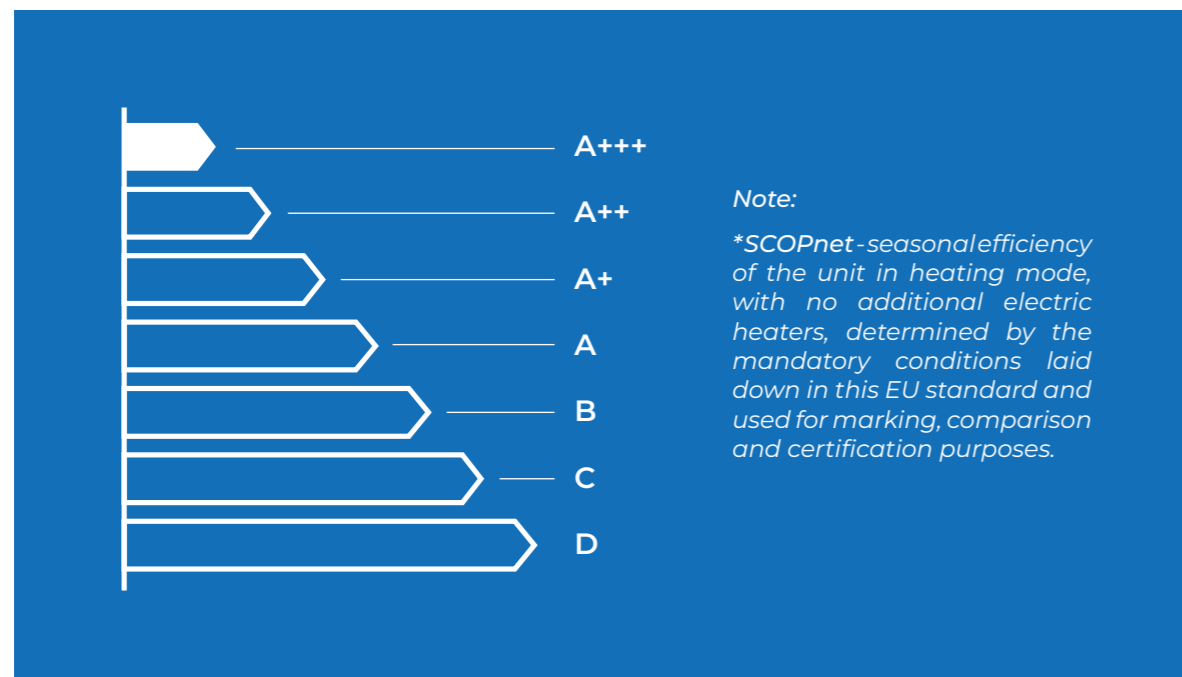 A+++
A++
A+
A
B
C
D
Note:
*SCOPnet - seasonal efficiency
of the unit in heating mode,
with no additional electric
heaters, determined by the
mandatory conditions laid
down in this EU standard and
used for marking, comparison
and certification purposes.